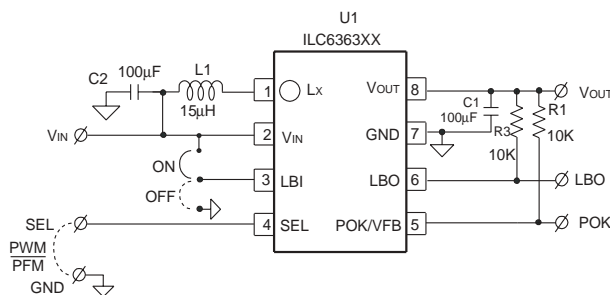 U1
ILC6363XX
C2
100µF
L1
15µH
1
LX
VOUT
8
C1
100µF
R3
10K
R1
10K
VOUT
VIN
2
VIN
GND
7
ON
OFF
3
LBI
LBO
6
LBO
SEL
4
SEL
POK/VFB
5
POK
PWM
PFM
GND